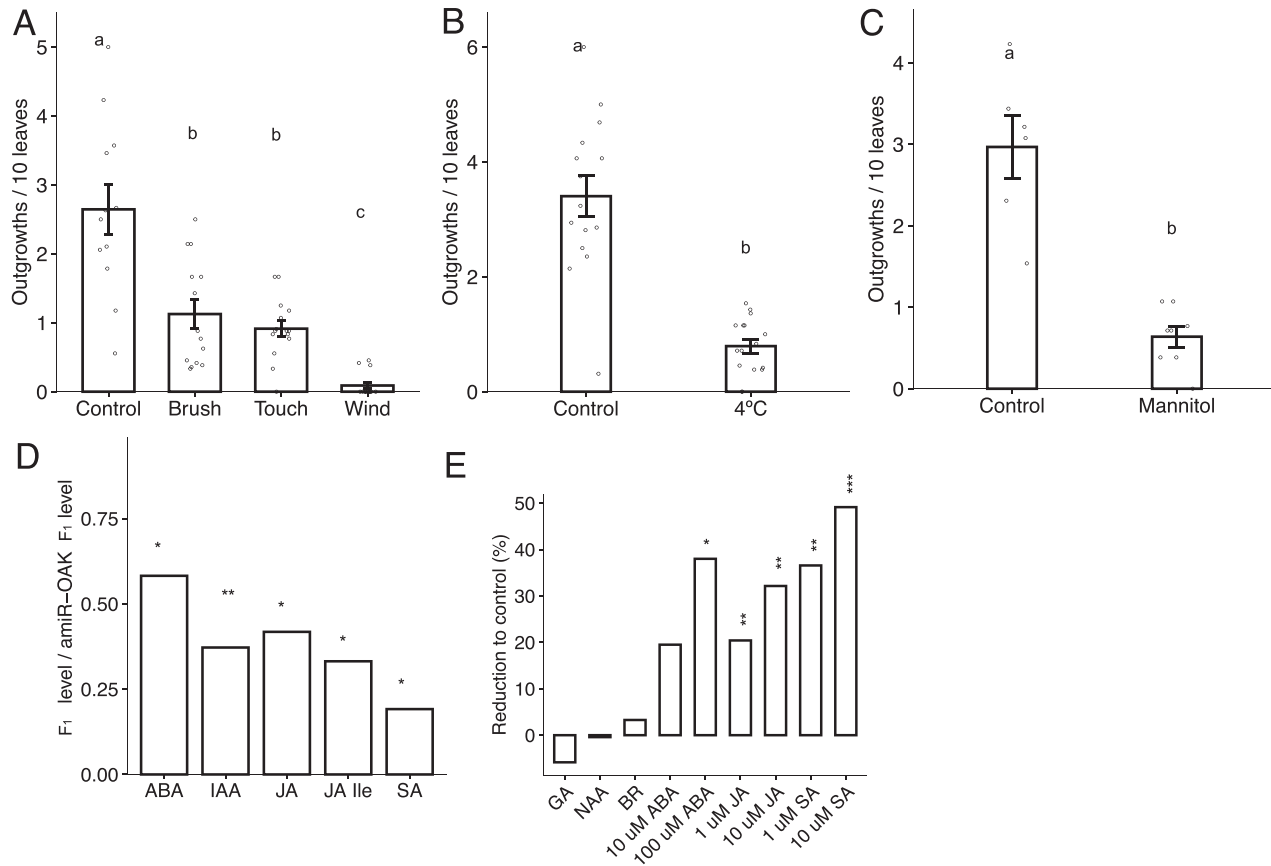 A
Outgrowths / 10 leaves
5
4
3
2
1
0
a
b
b
c
Control Brush Touch Wind
B
Outgrowths / 10 leaves
6
4
2
0
a
b
Control 4ºC
C
Outgrowths / 10 leaves
4
3
2
1
0
a
b
Control Mannitol
D
F₁ level / amiR−OAK F₁ level
0.75
0.50
0.25
0.00
*
**
*
*
*
ABA IAA JA JA Ile SA
E
Reduction to control (%)
50
40
30
20
10
0
*
**
**
**
***
GA
NAA
BR
10 uM ABA
100 uM ABA
1 uM JA
10 uM JA
1 uM SA
10 uM SA